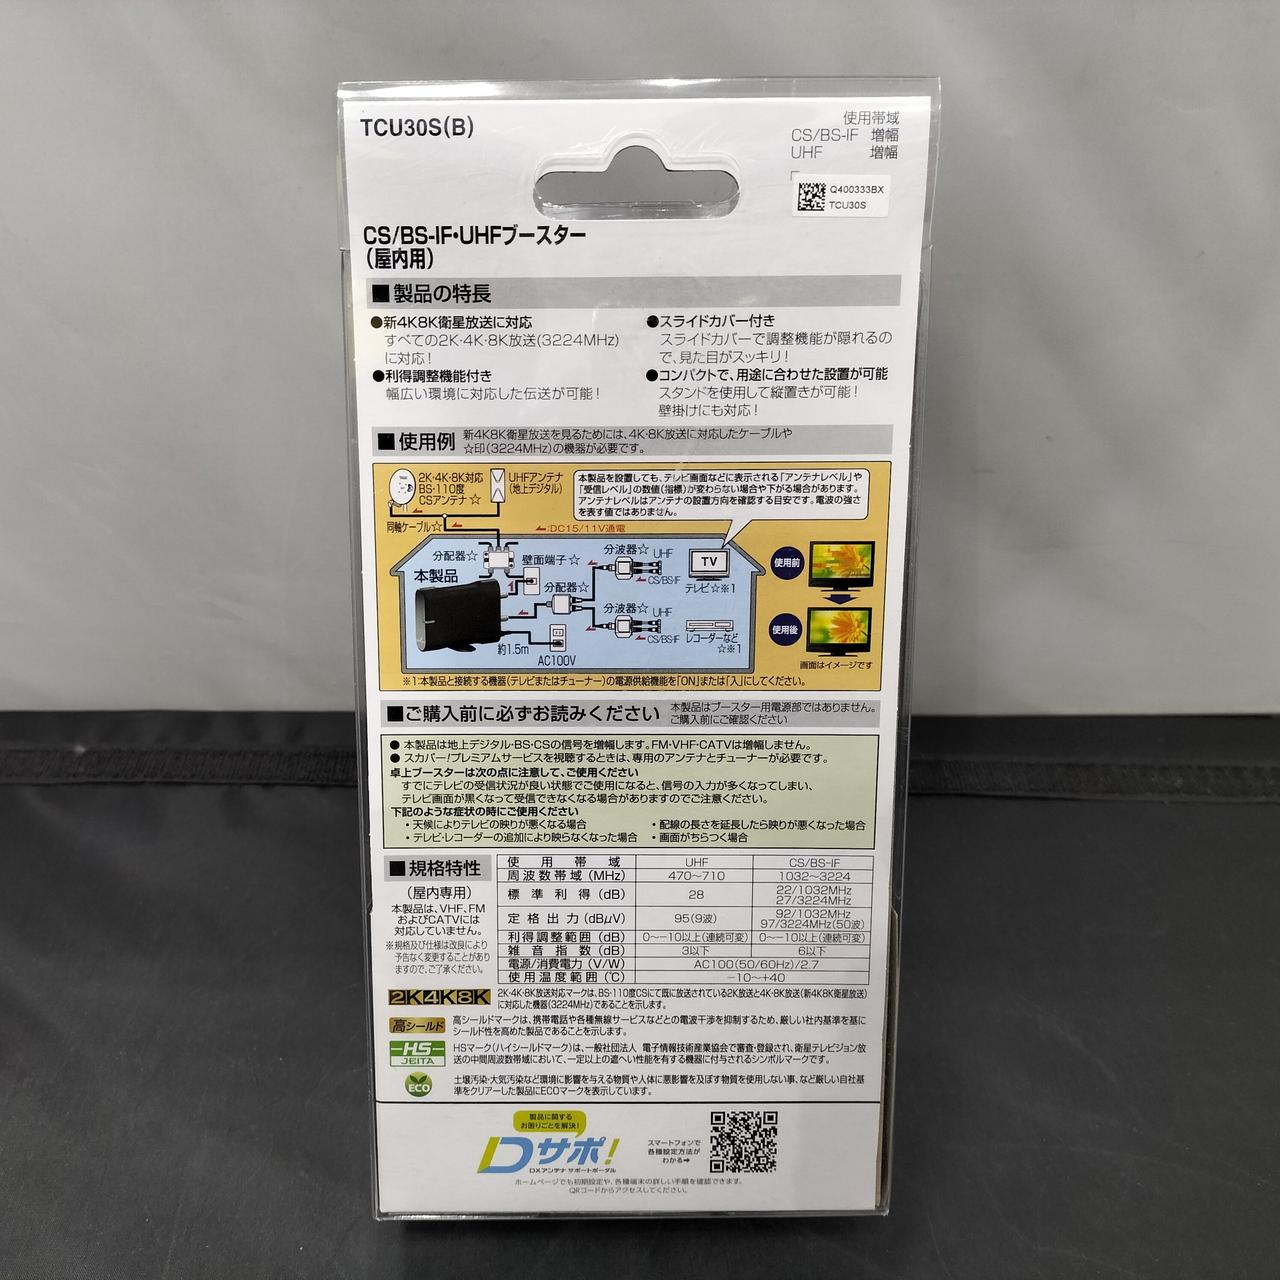 TCU30S(B)
使用帯域
CS/BS-IF 増幅
UHF 増幅
Q400333BX
TCU30S
CS/BS-IF・UHFブースター
(屋内用)
■製品の特長
●新4K8K衛星放送に対応
すべての2K・4K・8K放送(3224MHz)
に対応!
●利得調整機能付き
幅広い環境に対応した伝送が可能!
●スライドカバー付き
スライドカバーで調整機能が隠れるの
で、見た目がスッキリ!
●コンパクトで、用途に合わせた設置が可能
スタンドを使用して縦置きが可能!
壁掛けにも対応!
■使用例
新4K8K衛星放送を見るためには、4K・8K放送に対応したケーブルや
☆印(3224MHz)の機器が必要です。
2K・4K・8K対応
BS・110度
CSアンテナ☆
UHFアンテナ
(地上デジタル)
本製品を設置しても、テレビ画面などに表示される「アンテナレベル」や
「受信レベル」の数値(指標)が変わらない場合や下がる場合があります。
アンテナレベルはアンテナの設置方向を確認する目安です。電波の強さ
を表す値ではありません。
同軸ケーブル☆
:DC15/11V通電
分配器☆
壁面端子☆
分波器☆
UHF
CS/BS-IF
TV
テレビ☆※1
使用前
本製品
分配器☆
分波器☆
UHF
CS/BS-IF
レコーダーなど
☆※1
使用後
約1.5m
AC100V
画面はイメージです
※1:本製品と接続する機器(テレビまたはチューナー)の電源供給機能を「ON」または「入」にしてください。
■ご購入前に必ずお読みください
本製品はブースター用電源部ではありません。
ご購入前にご確認ください
●本製品は地上デジタル・BS・CSの信号を増幅します。FM・VHF・CATVは増幅しません。
●スカパー!プレミアムサービスを視聴するときは、専用のアンテナとチューナーが必要です。
卓上ブースターは次の点に注意して、ご使用ください
すでにテレビの受信状況が良い状態でご使用になると、信号の入力が多くなってしまい、
テレビ画面が黒くなって受信できなくなる場合がありますのでご注意ください。
下記のような症状の時にご使用ください
・天候によりテレビの映りが悪くなる場合
・配線の長さを延長したら映りが悪くなった場合
・テレビ・レコーダーの追加により映らなくなった場合
・画面がちらつく場合
■規格特性
(屋内専用)
本製品は、VHF、FM
およびCATVには
対応していません。
※規格及び仕様は改良により
予告なく変更することがあり
ますので、ご了承ください。
使用帯域 UHF CS/BS-IF
周波数帯域(MHz) 470〜710 1032〜3224
標準利得(dB) 28 22/1032MHz
27/3224MHz
定格出力(dBμV) 95(9波) 92/1032MHz
97/3224MHz(50波)
利得調整範囲(dB) 0〜-10以上(連続可変) 0〜-10以上(連続可変)
雑音指数(dB) 3以下 6以下
電源/消費電力(V/W) AC100(50/60Hz)/2.7
使用温度範囲(℃) -10〜+40
2K4K8K
2K・4K・8K放送対応マークは、BS・110度CSにて既に放送されている2K放送と4K・8K放送(新4K8K衛星放送)
に対応した機器(3224MHz)であることを示します。
高シールド
高シールドマークは、携帯電話や各種無線サービスなどとの電波干渉を抑制するため、厳しい社内基準を基に
シールド性を高めた製品であることを示します。
HS
JEITA
HSマーク(ハイシールドマーク)は、一般社団法人 電子情報技術産業協会で審査・登録され、衛星テレビジョン放
送の中間周波数帯域において、一定以上の遮へい性能を有する機器に付与されるシンボルマークです。
ECO
土壌汚染・大気汚染など環境に影響を与える物質や人体に悪影響を及ぼす物質を使用しない事、など厳しい自社基
準をクリアーした製品にECOマークを表示しています。
製品に関する
お困りごとを解決!
Dサポ!
DXアンテナ サポートポータル
スマートフォンで
各種設定方法が
わかる➡
ホームページでも初期設定や、各種端末の詳しい手順を確認できます。
QRコードからアクセスしてください。